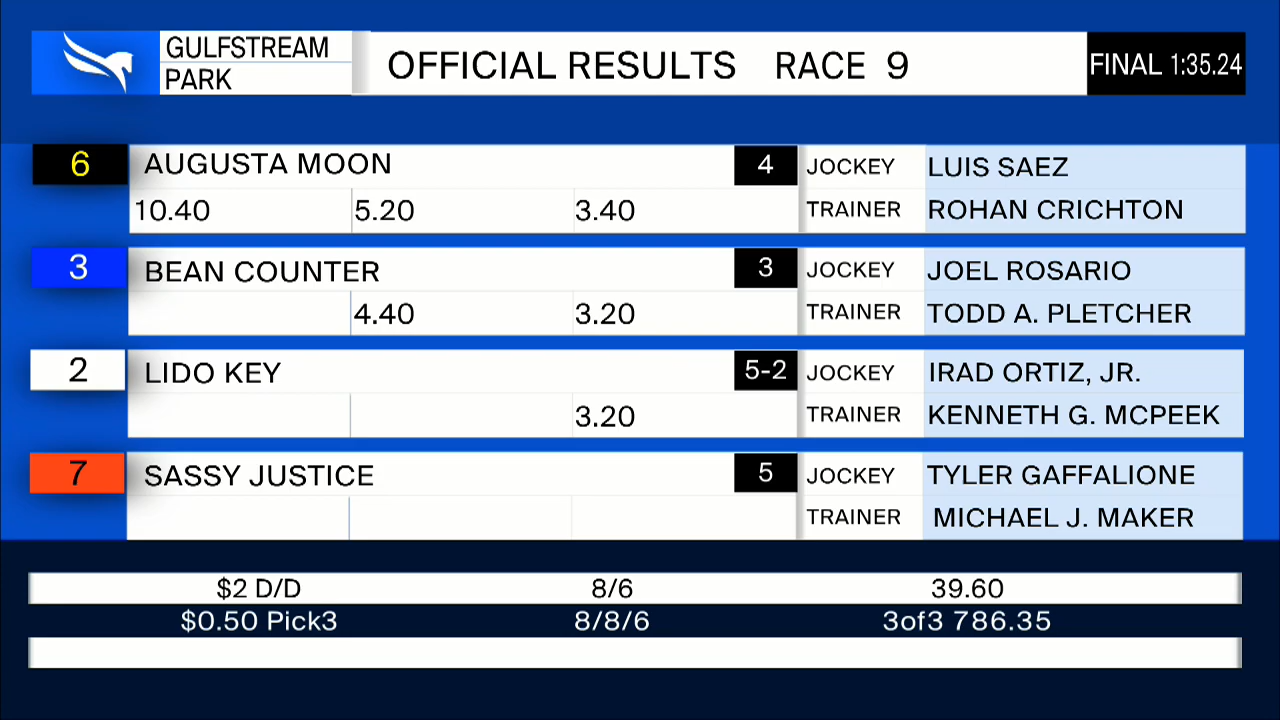 GULFSTREAM
PARK
OFFICIAL RESULTS RACE 9
FINAL 1:35.24
6 AUGUSTA MOON 4 JOCKEY LUIS SAEZ
10.40 5.20 3.40 TRAINER ROHAN CRICHTON
3 BEAN COUNTER 3 JOCKEY JOEL ROSARIO
4.40 3.20 TRAINER TODD A. PLETCHER
2 LIDO KEY 5-2 JOCKEY IRAD ORTIZ, JR.
3.20 TRAINER KENNETH G. MCPEEK
7 SASSY JUSTICE 5 JOCKEY TYLER GAFFALIONE
TRAINER MICHAEL J. MAKER
$2 D/D 8/6 39.60
$0.50 Pick3 8/8/6 3of3 786.35